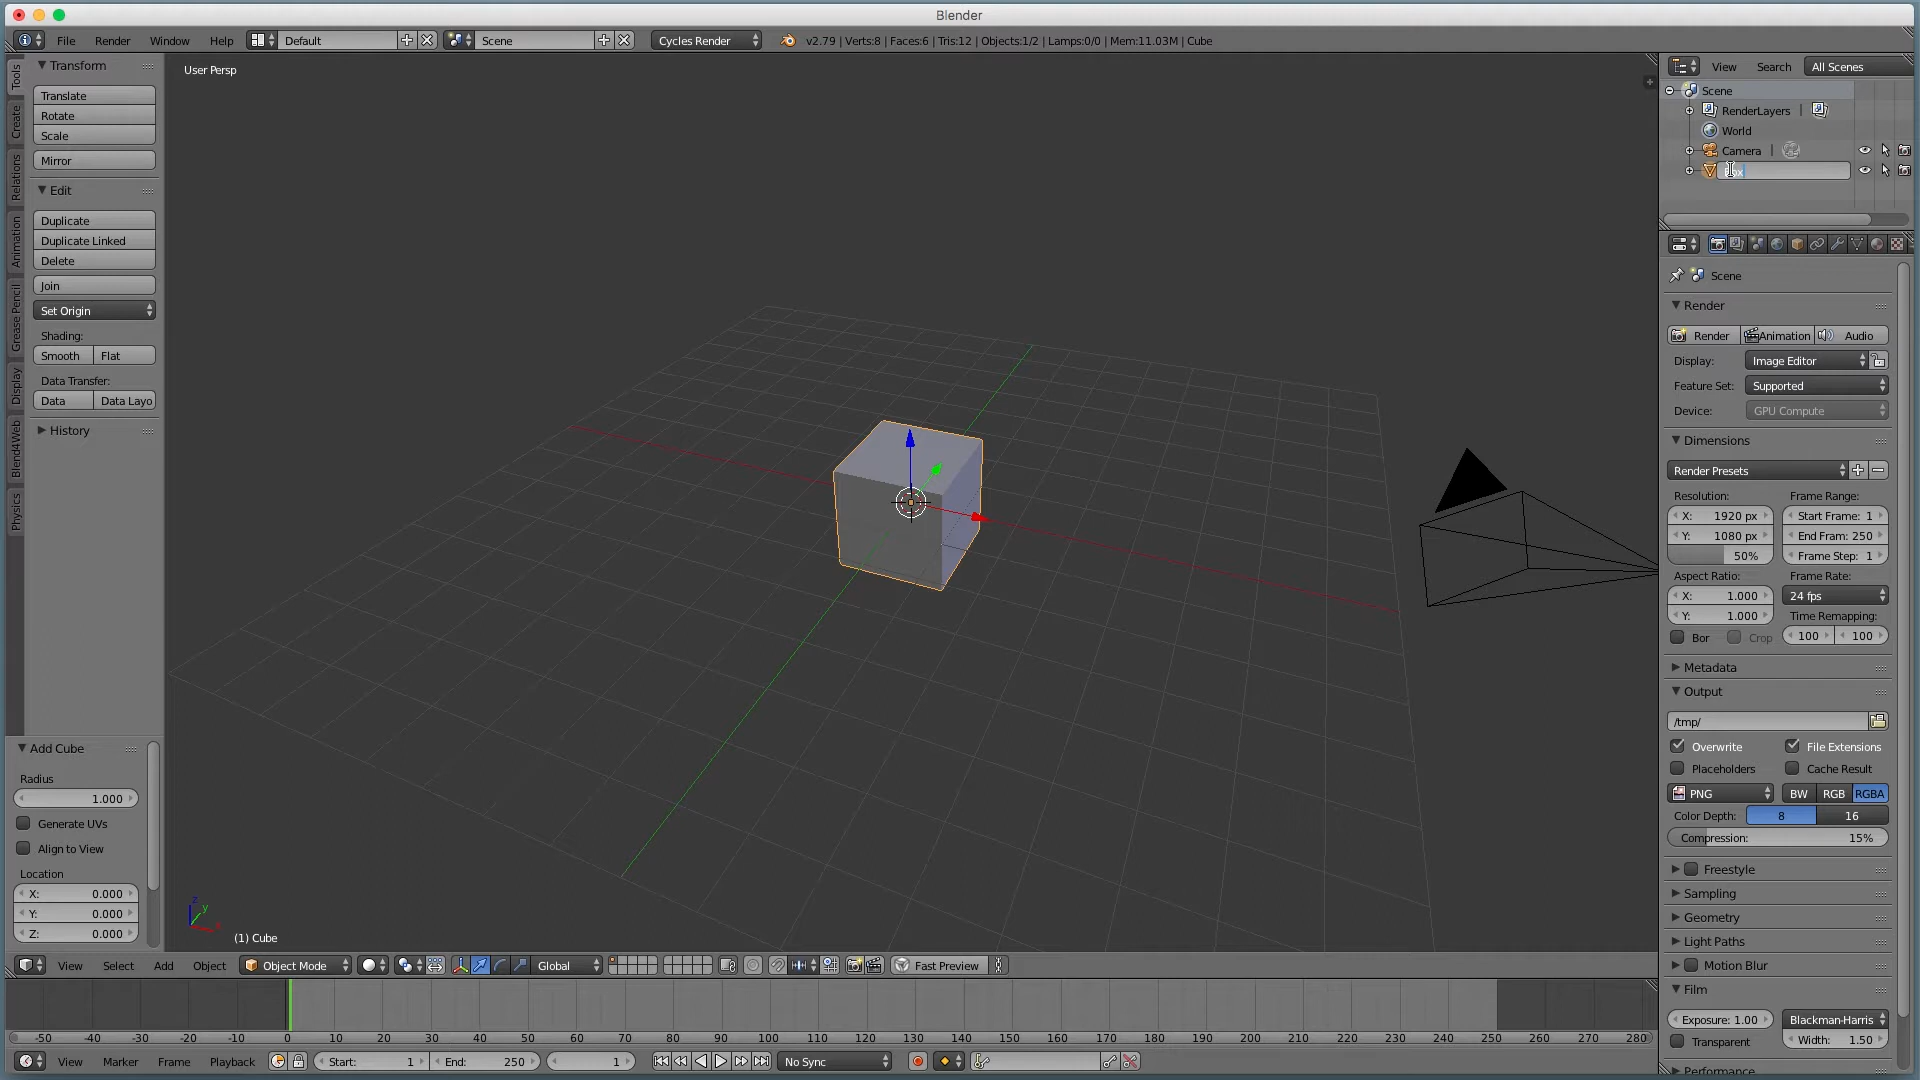 Blender
File Render Window Help Default Scene Cycles Render v2.79 | Verts:8 | Faces:6 | Tris:12 | Objects:1/2 | Lamps:0/0 | Mem:11.03M | Cube
Tools
Create
Relations
Animation
Grease Pencil
Display
Blend4Web
Physics
Transform
Translate
Rotate
Scale
Mirror
Edit
Duplicate
Duplicate Linked
Delete
Join
Set Origin
Shading:
Smooth Flat
Data Transfer:
Data Data Layo
History
Add Cube
Radius
1.000
Generate UVs
Align to View
Location
X: 0.000
Y: 0.000
Z: 0.000
User Persp
z
y
x
(1) Cube
View Select Add Object Object Mode Global Fast Preview
-50 -40 -30 -20 -10 0 10 20 30 40 50 60 70 80 90 100 110 120 130 140 150 160 170 180 190 200 210 220 230 240 250 260 270 280
View Marker Frame Playback Start: 1 End: 250 1 No Sync
View Search All Scenes
Scene
RenderLayers |
World
Camera |
Scene
Render
Render Animation Audio
Display: Image Editor
Feature Set: Supported
Device: GPU Compute
Dimensions
Render Presets
Resolution: Frame Range:
X: 1920 px Start Frame: 1
Y: 1080 px End Fram: 250
50% Frame Step: 1
Aspect Ratio: Frame Rate:
X: 1.000 24 fps
Y: 1.000 Time Remapping:
Bor Crop 100 100
Metadata
Output
/tmp/
Overwrite File Extensions
Placeholders Cache Result
PNG BW RGB RGBA
Color Depth: 8 16
Compression: 15%
Freestyle
Sampling
Geometry
Light Paths
Motion Blur
Film
Exposure: 1.00 Blackman-Harris
Transparent Width: 1.50
Performance